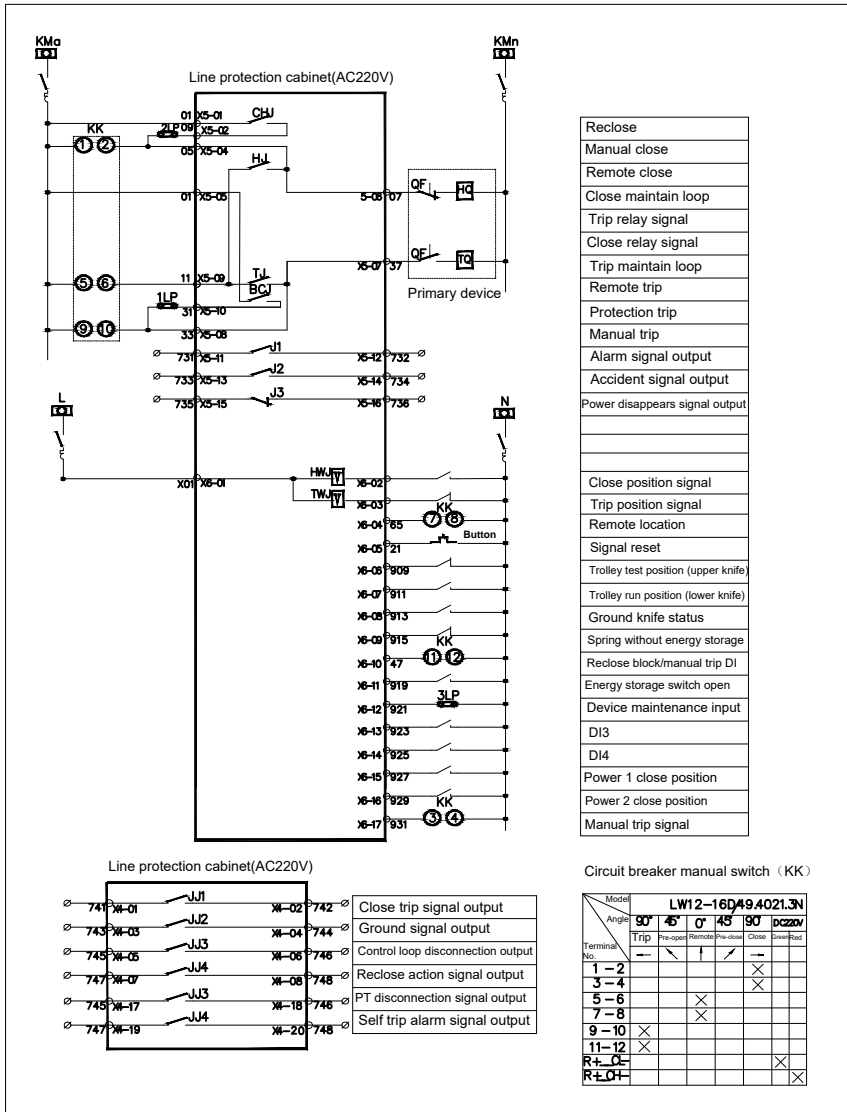 KMa
KMn
Line protection cabinet(AC220V)
01 X5-01 CHJ
2LP 09 X5-02
KK
1 2 05 X5-04
HJ
01 X5-05 5-06 07 QF HQ
X5-07 37 QF TQ
5 6 11 X5-09 TJ
BCJ
Primary device
1LP 31 X5-10
9 10 33 X5-08
731 X5-11 J1 X5-12 732
733 X5-13 J2 X5-14 734
735 X5-15 J3 X5-16 736
L
N
X01 X6-01 HWJ V X6-02
TWJ V X6-03
KK
X6-04 65 7 8
X6-05 21 Button
X6-06 909
X6-07 911
X6-08 913
X6-09 915
KK
X6-10 47 11 12
X6-11 919
3LP
X6-12 921
X6-13 923
X6-14 925
X6-15 927
X6-16 929
KK
X6-17 931 3 4
Reclose
Manual close
Remote close
Close maintain loop
Trip relay signal
Close relay signal
Trip maintain loop
Remote trip
Protection trip
Manual trip
Alarm signal output
Accident signal output
Power disappears signal output
Close position signal
Trip position signal
Remote location
Signal reset
Trolley test position (upper knife)
Trolley run position (lower knife)
Ground knife status
Spring without energy storage
Reclose block/manual trip DI
Energy storage switch open
Device maintenance input
DI3
DI4
Power 1 close position
Power 2 close position
Manual trip signal
Line protection cabinet(AC220V)
741 X4-01 JJ1 X4-02 742 Close trip signal output
743 X4-03 JJ2 X4-04 744 Ground signal output
745 X4-05 JJ3 X4-06 746 Control loop disconnection output
747 X4-07 JJ4 X4-08 748 Reclose action signal output
745 X4-17 JJ3 X4-18 746 PT disconnection signal output
747 X4-19 JJ4 X4-20 748 Self trip alarm signal output
Circuit breaker manual switch（KK）
Model LW12-16D/49.4021.3N
Angle 90° 45° 0° 45° 90° DC220V
Terminal No. Trip Pre-open Remote Pre-close Close Green Red
← ↖ ↑ ↗ →
1-2 ×
3-4 ×
5-6 ×
7-8 ×
9-10 ×
11-12 ×
R+_CL- ×
R+_CH- ×